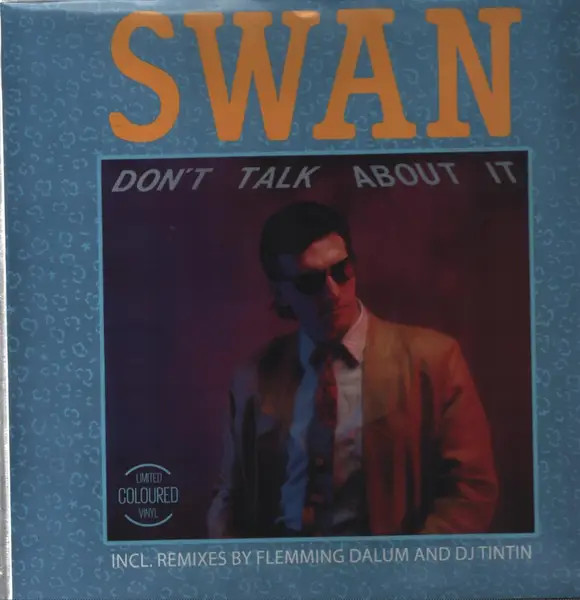 SWAN
DON'T TALK ABOUT IT
LIMITED
COLOURED
VINYL
INCL. REMIXES BY FLEMMING DALUM AND DJ TINTIN